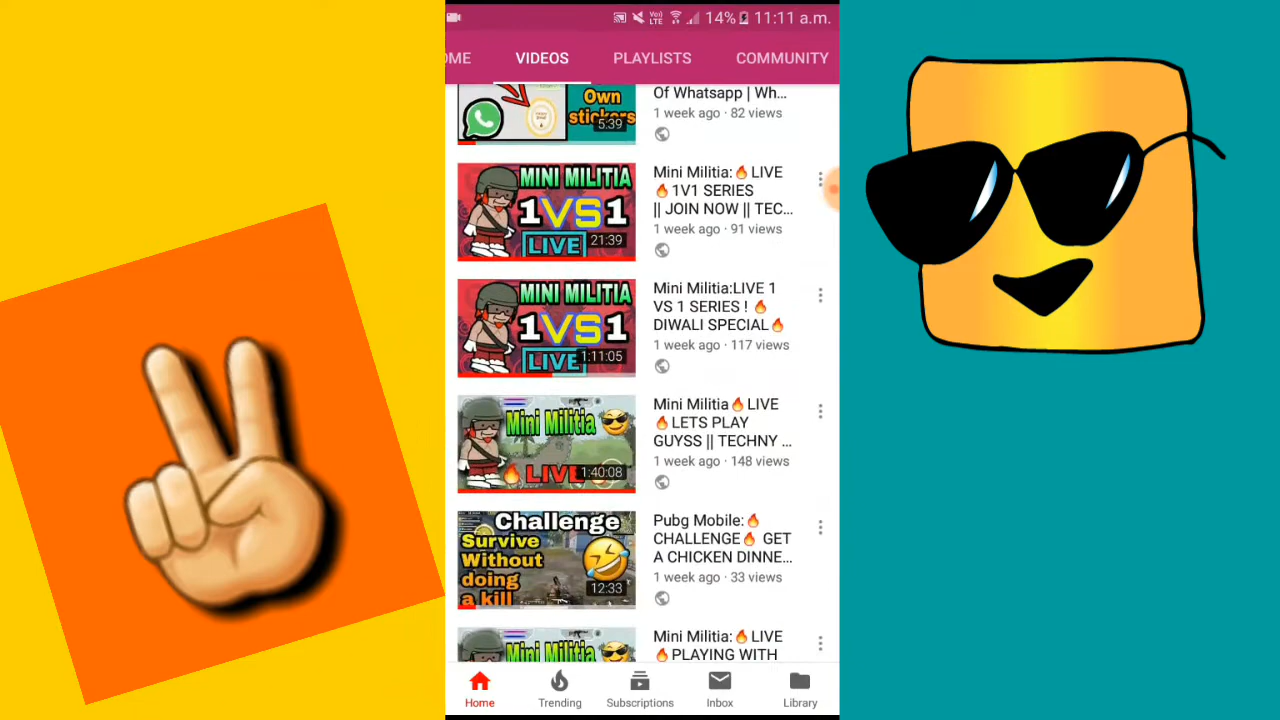 Voo)
LTE
14% 11:11 a.m.
OME
VIDEOS
PLAYLISTS
COMMUNITY
Own
stickers
5:39
Of Whatsapp | Wh...
1 week ago · 82 views
MINI MILITIA
1VS1
LIVE
21:39
Mini Militia:🔥LIVE
🔥1V1 SERIES
|| JOIN NOW || TEC...
1 week ago · 91 views
MINI MILITIA
1VS1
LIVE
1:11:05
Mini Militia:LIVE 1
VS 1 SERIES ! 🔥
DIWALI SPECIAL🔥
1 week ago · 117 views
Mini Militia
LIVE
1:40:08
Mini Militia🔥LIVE
🔥LETS PLAY
GUYSS || TECHNY ...
1 week ago · 148 views
Challenge
Survive
Without
doing
a kill
12:33
Pubg Mobile:🔥
CHALLENGE🔥 GET
A CHICKEN DINNE...
1 week ago · 33 views
Mini Militia
Mini Militia:🔥LIVE
🔥PLAYING WITH
Home
Trending
Subscriptions
Inbox
Library